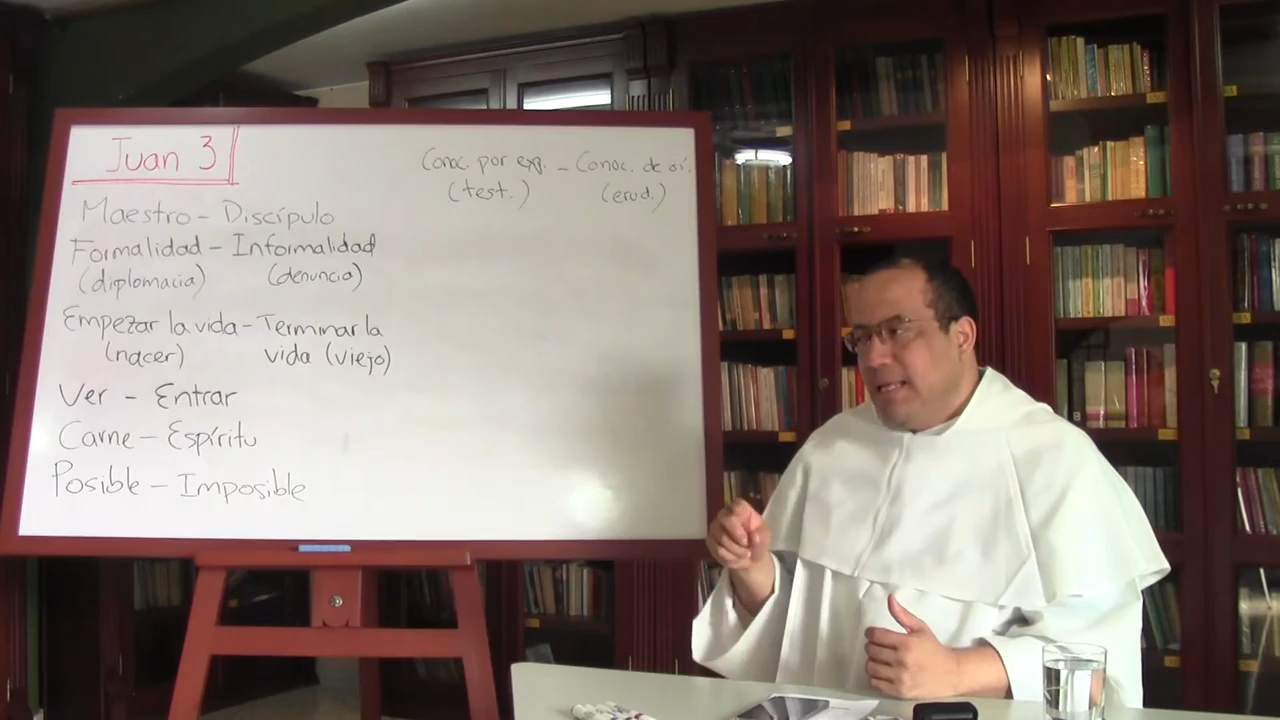 Juan 3
Maestro - Discípulo
Formalidad - Informalidad
(diplomacia) (denuncia)
Empezar la vida - Terminar la
(nacer) vida (viejo)
Ver - Entrar
Carne - Espíritu
Posible - Imposible
Conoc. por exp. - Conoc. de oí.
(test.) (erud.)